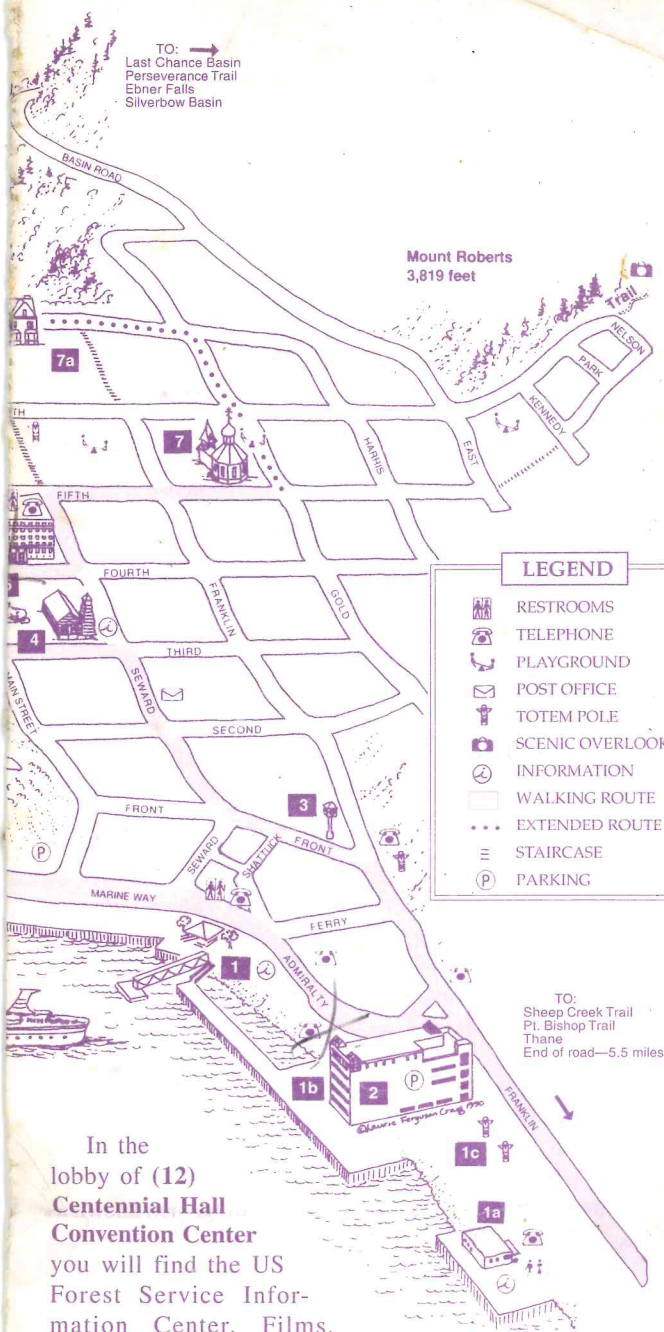 TO:
Last Chance Basin
Perseverance Trail
Ebner Falls
Silverbow Basin
BASIN ROAD
Mount Roberts
3,819 feet
Trail
NELSON
PARK
KENNEDY
7a
TH
7
HARRIS
EAST
FIFTH
FOURTH
FRANKLIN
GOLD
4
THIRD
MAIN STREET
SEWARD
SECOND
LEGEND
RESTROOMS
TELEPHONE
PLAYGROUND
POST OFFICE
TOTEM POLE
SCENIC OVERLOOK
i INFORMATION
WALKING ROUTE
EXTENDED ROUTE
STAIRCASE
P PARKING
3
FRONT
SEWARD
SHATTUCK
FRONT
P
MARINE WAY
FERRY
1
i
ADMIRALTY
TO:
Sheep Creek Trail
Pt. Bishop Trail
Thane
End of road—5.5 miles
1b
2
P
©Laurie Ferguson Craig 1990
FRANKLIN
1c
1a
i
In the
lobby of (12)
Centennial Hall
Convention Center
you will find the US
Forest Service Infor-
mation Center. Films,